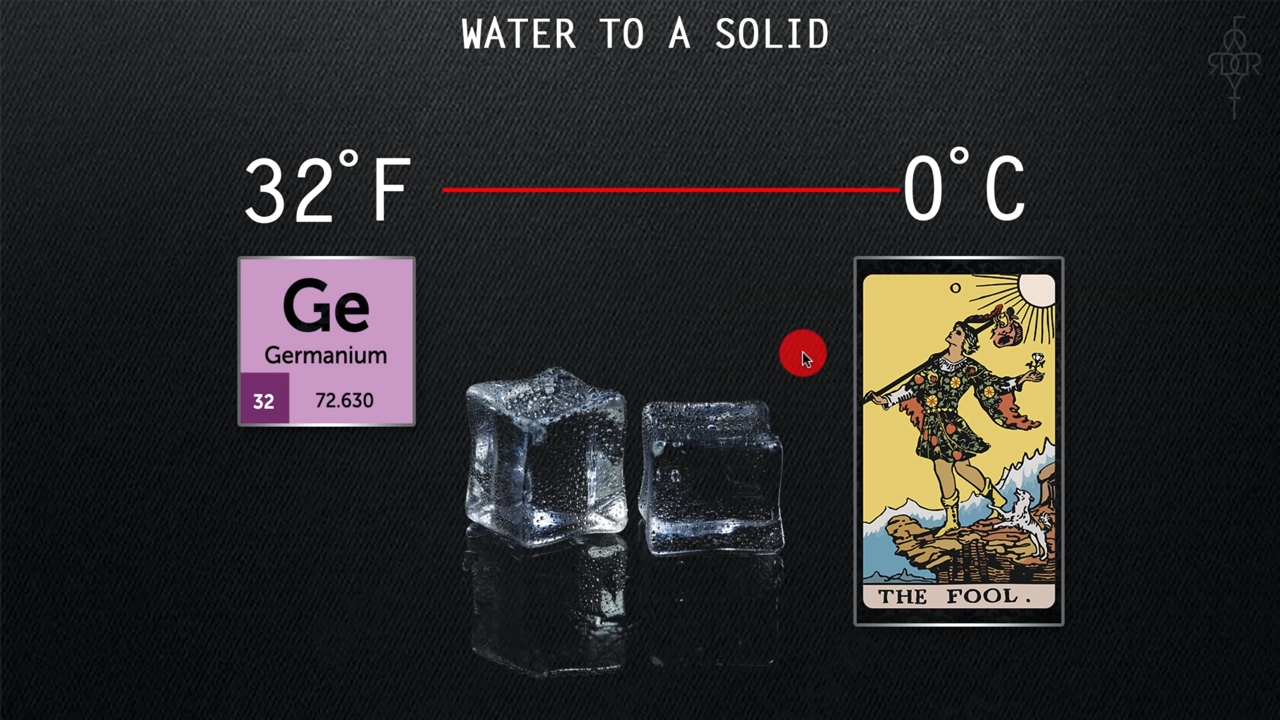 WATER TO A SOLID
32°F
0°C
Ge
Germanium
32
72.630
0
THE FOOL.